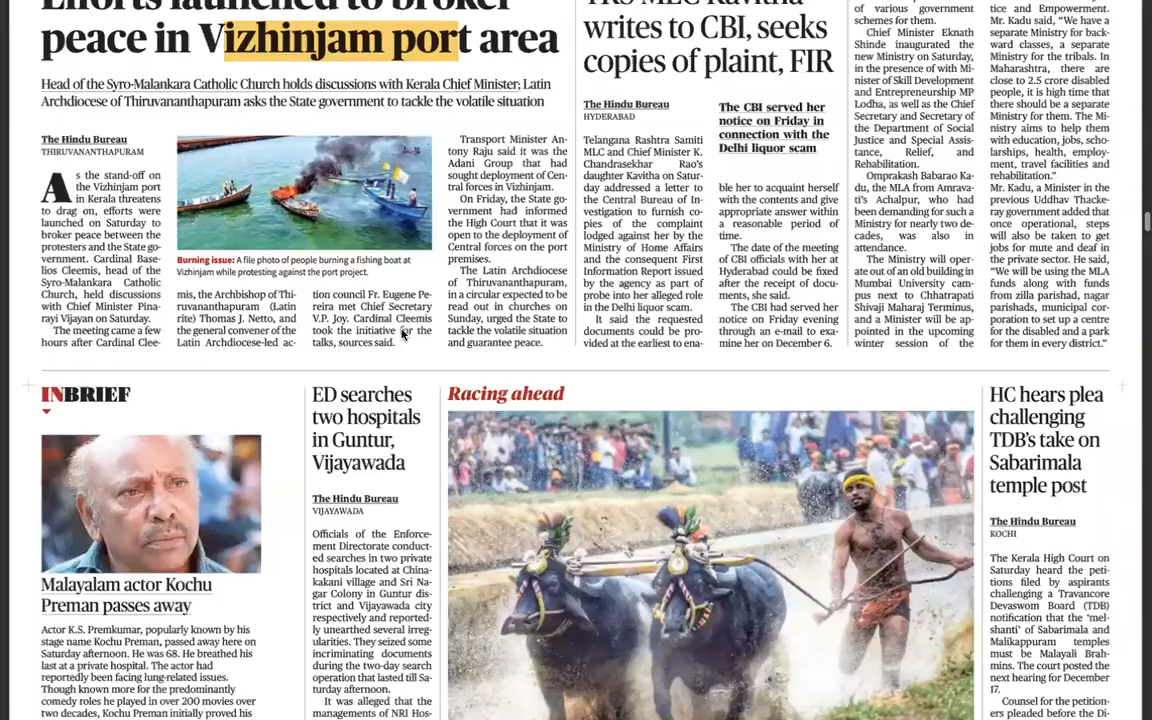 Efforts launched to broker
peace in Vizhinjam port area
Head of the Syro-Malankara Catholic Church holds discussions with Kerala Chief Minister; Latin
Archdiocese of Thiruvananthapuram asks the State government to tackle the volatile situation
The Hindu Bureau
THIRUVANANTHAPURAM
As the stand-off on
the Vizhinjam port
in Kerala threatens
to drag on, efforts were
launched on Saturday to
broker peace between the
protesters and the State go-
vernment. Cardinal Base-
lios Cleemis, head of the
Syro-Malankara Catholic
Church, held discussions
with Chief Minister Pina-
rayi Vijayan on Saturday.
The meeting came a few
hours after Cardinal Clee-
Burning issue: A file photo of people burning a fishing boat at
Vizhinjam while protesting against the port project.
mis, the Archbishop of Thi-
ruvananthapuram (Latin
rite) Thomas J. Netto, and
the general convener of the
Latin Archdiocese-led ac-
tion council Fr. Eugene Pe-
reira met Chief Secretary
V.P. Joy. Cardinal Cleemis
took the initiative for the
talks, sources said.
Transport Minister An-
tony Raju said it was the
Adani Group that had
sought deployment of Cen-
tral forces in Vizhinjam.
On Friday, the State go-
vernment had informed
the High Court that it was
open to the deployment of
Central forces on the port
premises.
The Latin Archdiocese
of Thiruvananthapuram,
in a circular expected to be
read out in churches on
Sunday, urged the State to
tackle the volatile situation
and guarantee peace.
TRS MLC Kavitha
writes to CBI, seeks
copies of plaint, FIR
The Hindu Bureau
HYDERABAD
Telangana Rashtra Samiti
MLC and Chief Minister K.
Chandrasekhar Rao's
daughter Kavitha on Satur-
day addressed a letter to
the Central Bureau of In-
vestigation to furnish co-
pies of the complaint
lodged against her by the
Ministry of Home Affairs
and the consequent First
Information Report issued
by the agency as part of
probe into her alleged role
in the Delhi liquor scam.
It said the requested
documents could be pro-
vided at the earliest to ena-
The CBI served her
notice on Friday in
connection with the
Delhi liquor scam
ble her to acquaint herself
with the contents and give
appropriate answer within
a reasonable period of
time.
The date of the meeting
of CBI officials with her at
Hyderabad could be fixed
after the receipt of docu-
ments, she said.
The CBI had served her
notice on Friday evening
through an e-mail to exa-
mine her on December 6.
of various government
schemes for them.
Chief Minister Eknath
Shinde inaugurated the
new Ministry on Saturday,
in the presence of with Mi-
nister of Skill Development
and Entrepreneurship MP
Lodha, as well as the Chief
Secretary and Secretary of
the Department of Social
Justice and Special Assis-
tance, Relief, and
Rehabilitation.
Omprakash Babarao Ka-
du, the MLA from Amrava-
ti's Achalpur, who had
been demanding for such a
Ministry for nearly two de-
cades, was also in
attendance.
The Ministry will oper-
ate out of an old building in
Mumbai University cam-
pus next to Chhatrapati
Shivaji Maharaj Terminus,
and a Minister will be ap-
pointed in the upcoming
winter session of the
tice and Empowerment.
Mr. Kadu said, “We have a
separate Ministry for back-
ward classes, a separate
Ministry for the tribals. In
Maharashtra, there are
close to 2.5 crore disabled
people, it is high time that
there should be a separate
Ministry for them. The Mi-
nistry aims to help them
with education, jobs, scho-
larships, health, employ-
ment, travel facilities and
rehabilitation.”
Mr. Kadu, a Minister in the
previous Uddhav Thacke-
ray government added that
once operational, steps
will also be taken to get
jobs for mute and deaf in
the private sector. He said,
“We will be using the MLA
funds along with funds
from zilla parishad, nagar
parishads, municipal cor-
poration to set up a centre
for the disabled and a park
for them in every district.”
INBRIEF
Malayalam actor Kochu
Preman passes away
Actor K.S. Premkumar, popularly known by his
stage name Kochu Preman, passed away here on
Saturday afternoon. He was 68. He breathed his
last at a private hospital. The actor had
reportedly been facing lung-related issues.
Though known more for the predominantly
comedy roles he played in over 200 movies over
two decades, Kochu Preman initially proved his
ED searches
two hospitals
in Guntur,
Vijayawada
The Hindu Bureau
VIJAYAWADA
Officials of the Enforce-
ment Directorate conduct-
ed searches in two private
hospitals located at China-
kakani village and Sri Na-
gar Colony in Guntur dis-
trict and Vijayawada city
respectively and reported-
ly unearthed several irreg-
ularities. They seized some
incriminating documents
during the two-day search
operation that lasted till Sa-
turday afternoon.
It was alleged that the
managements of NRI Hos-
Racing ahead
HC hears plea
challenging
TDB's take on
Sabarimala
temple post
The Hindu Bureau
KOCHI
The Kerala High Court on
Saturday heard the peti-
tions filed by aspirants
challenging a Travancore
Devaswom Board (TDB)
notification that the 'mel-
shanti' of Sabarimala and
Malikappuram temples
must be Malayali Brah-
mins. The court posted the
next hearing for December
17.
Counsel for the petition-
ers pleaded before the Di-